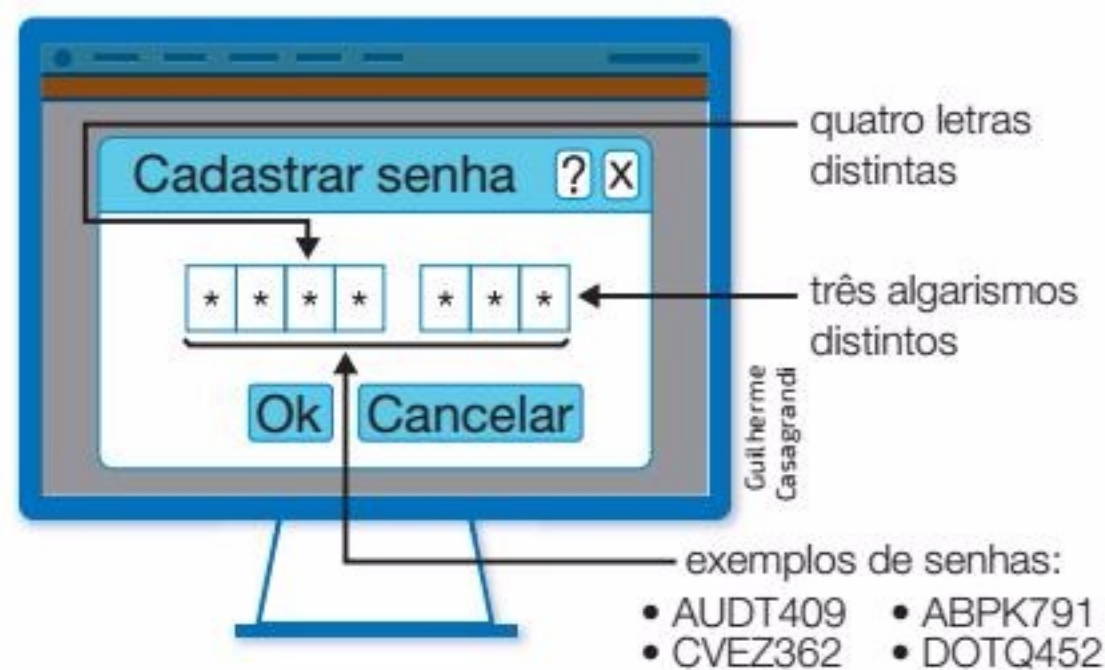 quatro letras
distintas
Cadastrar senha ? X
* * * * * * *
três algarismos
distintos
Ok Cancelar
Guilherme
Casagrandi
exemplos de senhas:
• AUDT409 • ABPK791
• CVEZ362 • DOTQ452